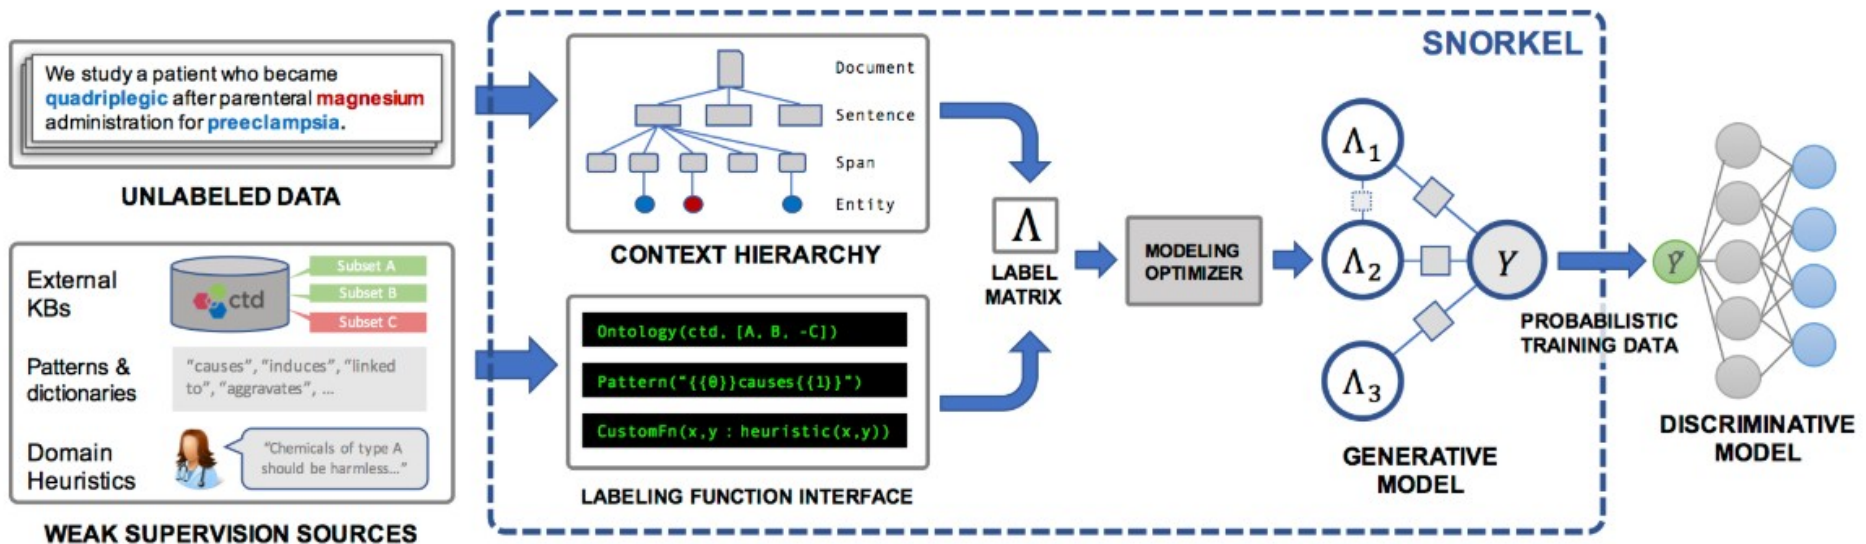 We study a patient who became
quadriplegic after parenteral magnesium
administration for preeclampsia.
UNLABELED DATA
External
KBs
ctd
Subset A
Subset B
Subset C
Patterns &
dictionaries
“causes”, “induces”, “linked
to”, “aggravates”, ...
Domain
Heuristics
“Chemicals of type A
should be harmless...”
WEAK SUPERVISION SOURCES
SNORKEL
Document
Sentence
Span
Entity
CONTEXT HIERARCHY
Ontology(ctd, [A, B, -C])
Pattern("{{0}}causes{{1}}")
CustomFn(x,y : heuristic(x,y))
LABELING FUNCTION INTERFACE
Λ
LABEL
MATRIX
MODELING
OPTIMIZER
Λ1
Λ2
Λ3
Y
GENERATIVE
MODEL
PROBABILISTIC
TRAINING DATA
Ỹ
DISCRIMINATIVE
MODEL